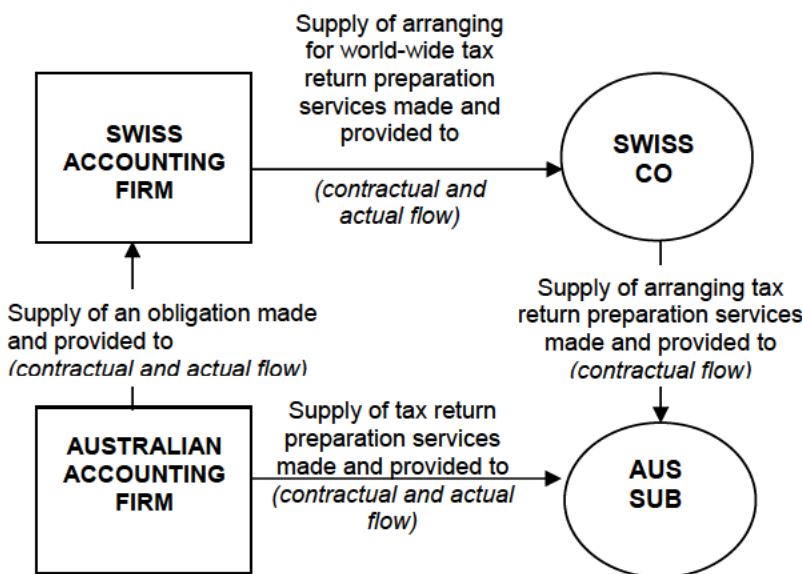 Supply of arranging
for world-wide tax
return preparation
services made and
provided to
SWISS
ACCOUNTING
FIRM
SWISS
CO
(contractual and
actual flow)
Supply of an obligation made
and provided to
(contractual and actual flow)
Supply of arranging tax
return preparation services
made and provided to
(contractual flow)
AUSTRALIAN
ACCOUNTING
FIRM
Supply of tax return
preparation services
made and provided to
(contractual and actual
flow)
AUS
SUB